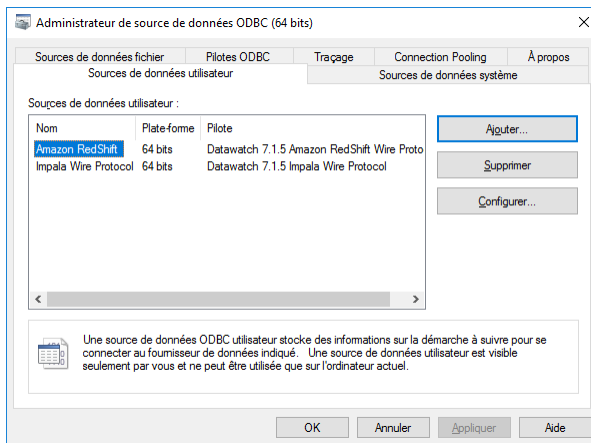 Administrateur de source de données ODBC (64 bits)
Sources de données fichier Pilotes ODBC Traçage Connection Pooling À propos
Sources de données utilisateur Sources de données système
Sources de données utilisateur :
Nom Plate-forme Pilote
Amazon RedShift 64 bits Datawatch 7.1.5 Amazon RedShift Wire Proto
Impala Wire Protocol 64 bits Datawatch 7.1.5 Impala Wire Protocol
Ajouter...
Supprimer
Configurer...
Une source de données ODBC utilisateur stocke des informations sur la démarche à suivre pour se
connecter au fournisseur de données indiqué. Une source de données utilisateur est visible
seulement par vous et ne peut être utilisée que sur l'ordinateur actuel.
OK Annuler Appliquer Aide